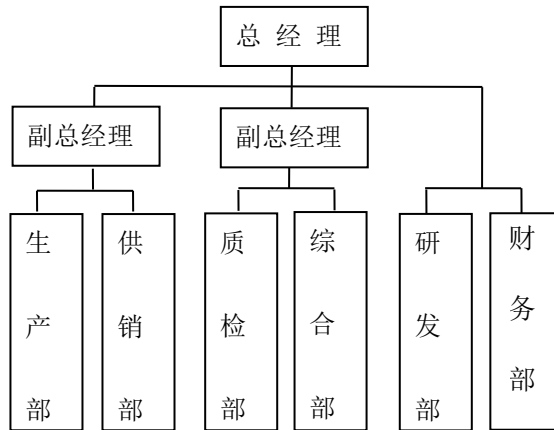 总 经 理
副总经理
副总经理
生产部
供销部
质检部
综合部
研发部
财务部